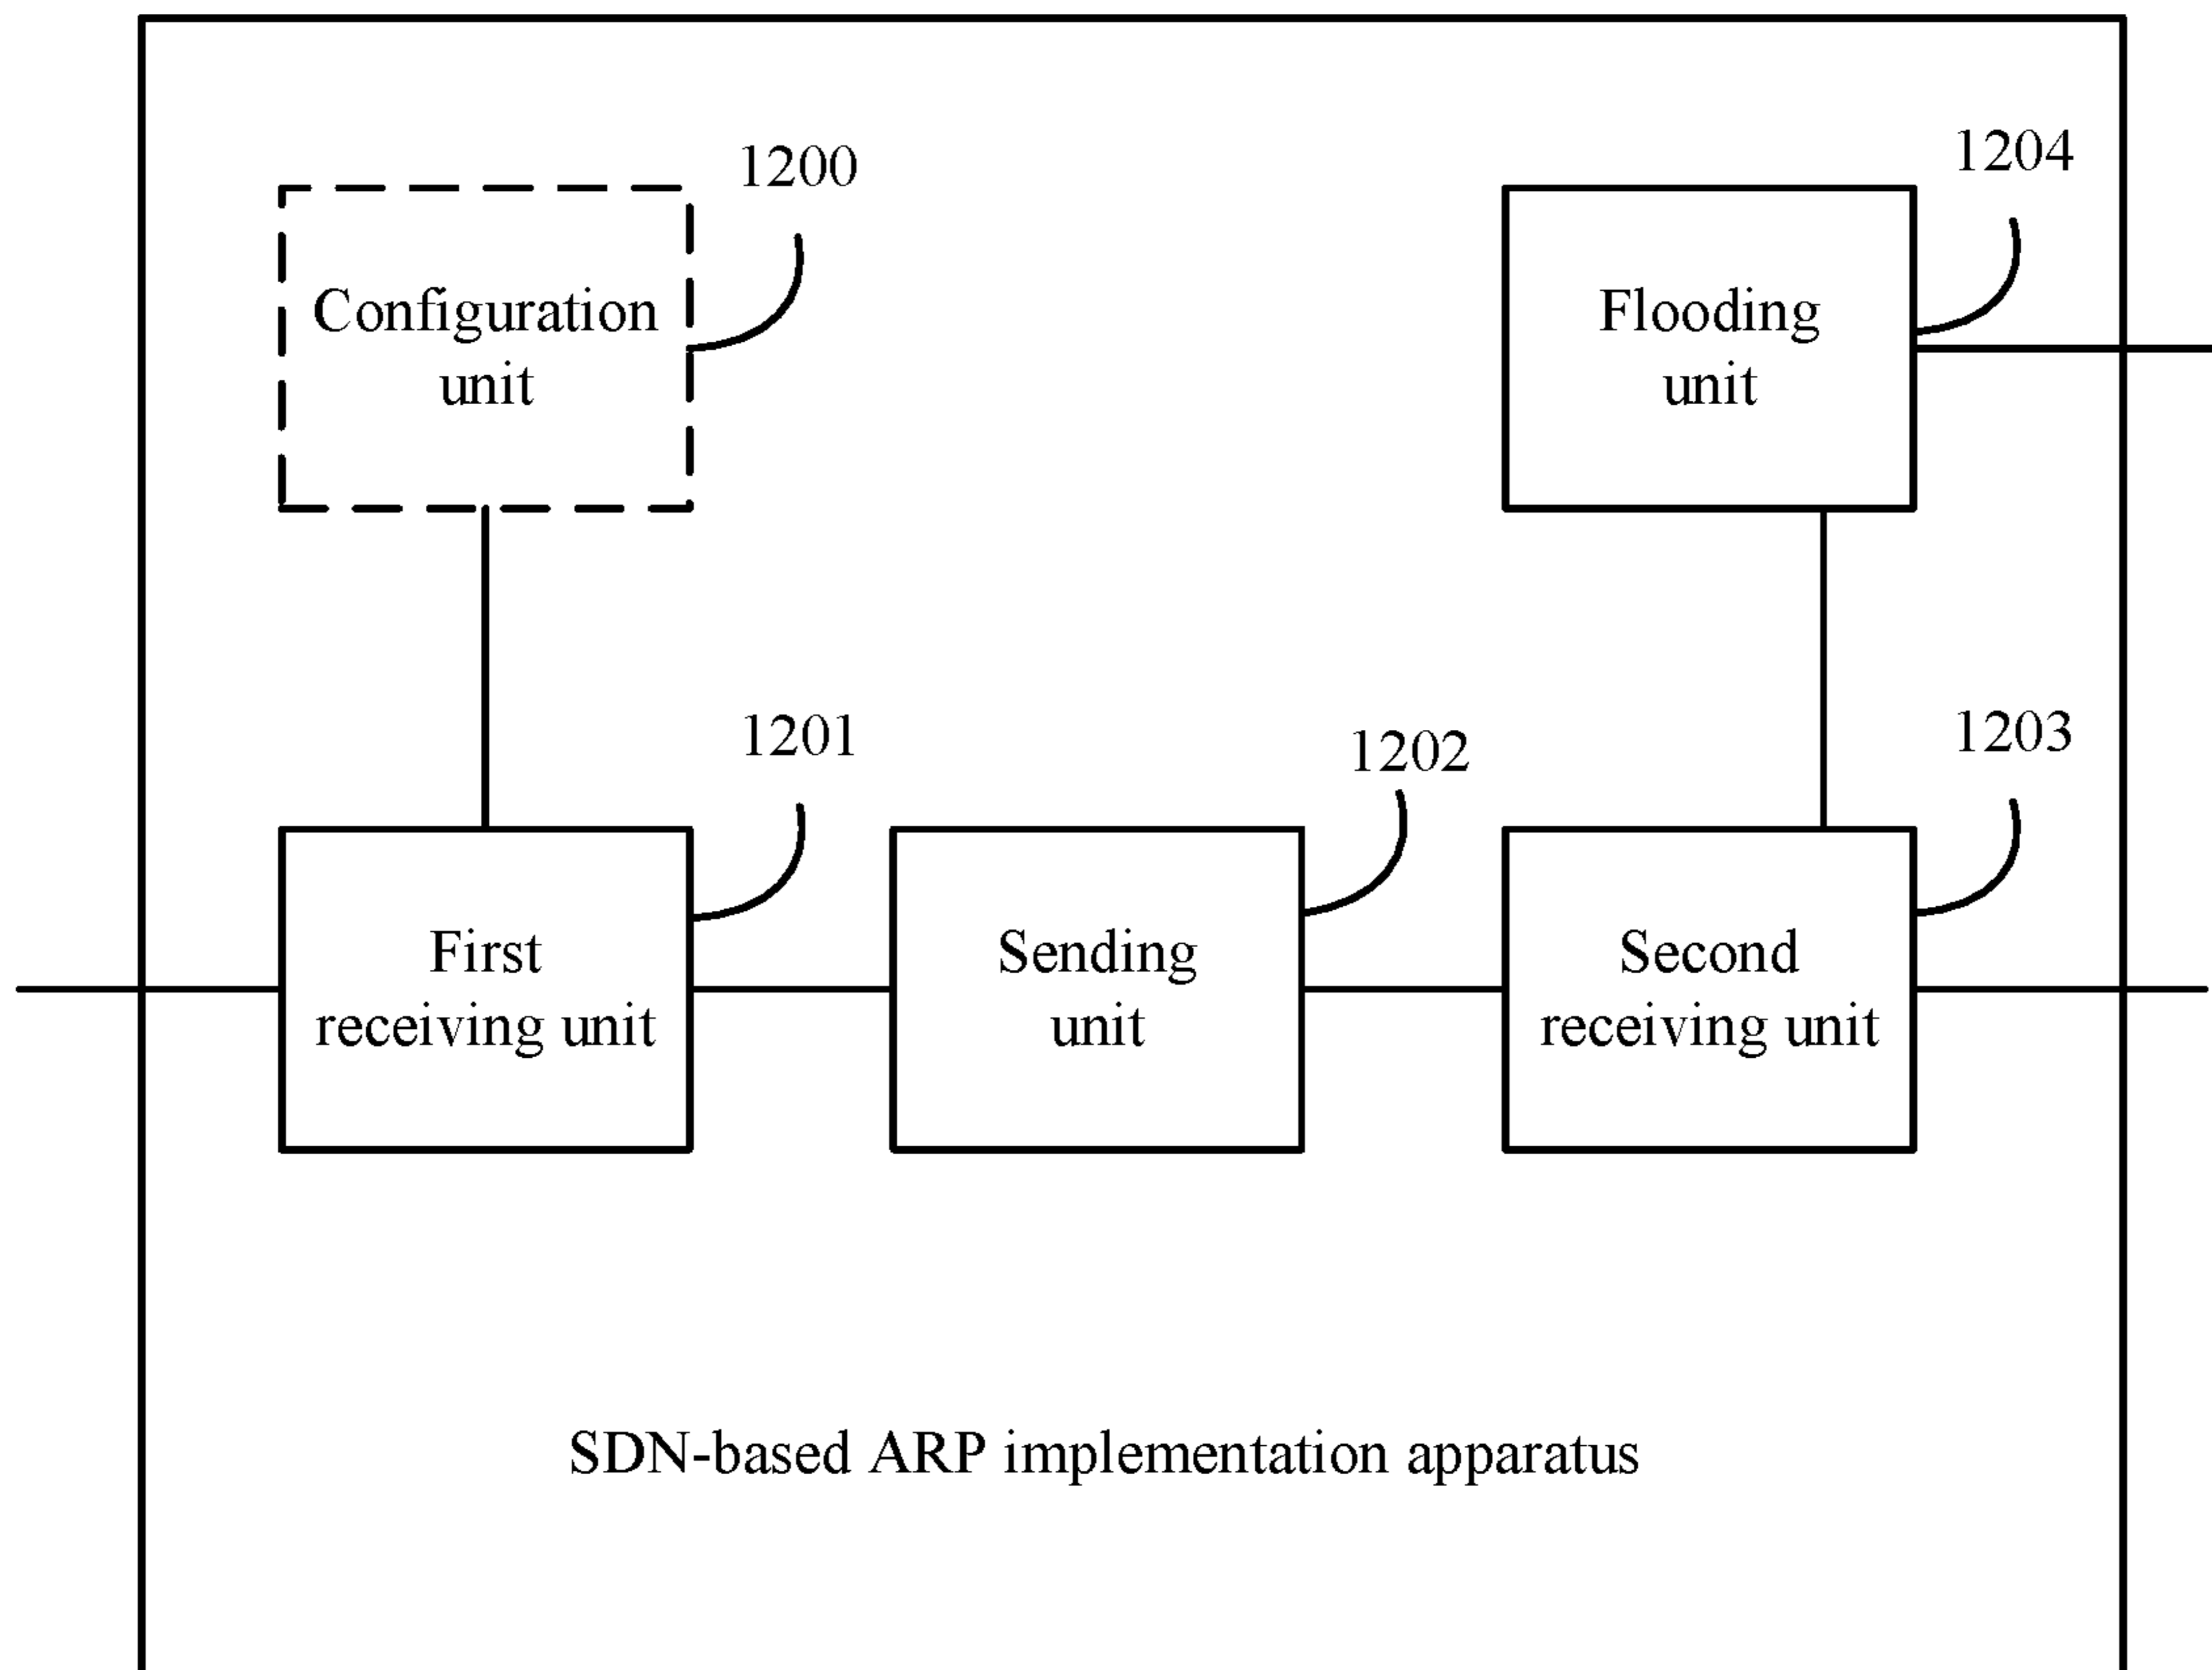 1200
1204
Configuration
unit
Flooding
unit
1201
1202
1203
First
receiving unit
Sending
unit
Second
receiving unit
SDN-based ARP implementation apparatus